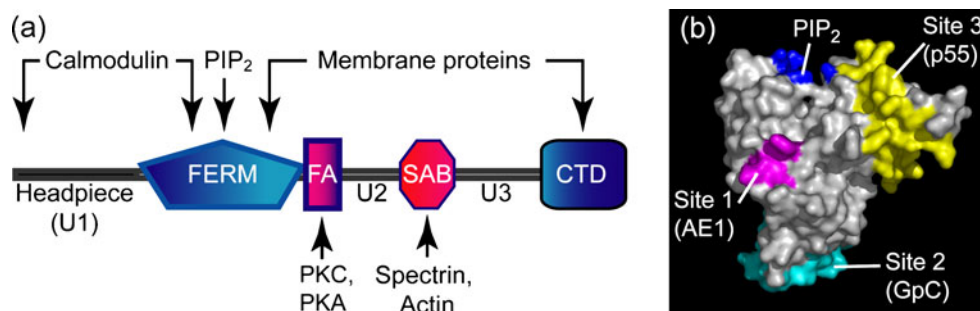 (a)
Calmodulin PIP2 Membrane proteins
FERM FA SAB CTD
Headpiece
(U1)
U2 U3
PKC,
PKA
Spectrin,
Actin
(b)
PIP2
Site 3
(p55)
Site 1
(AE1)
Site 2
(GpC)